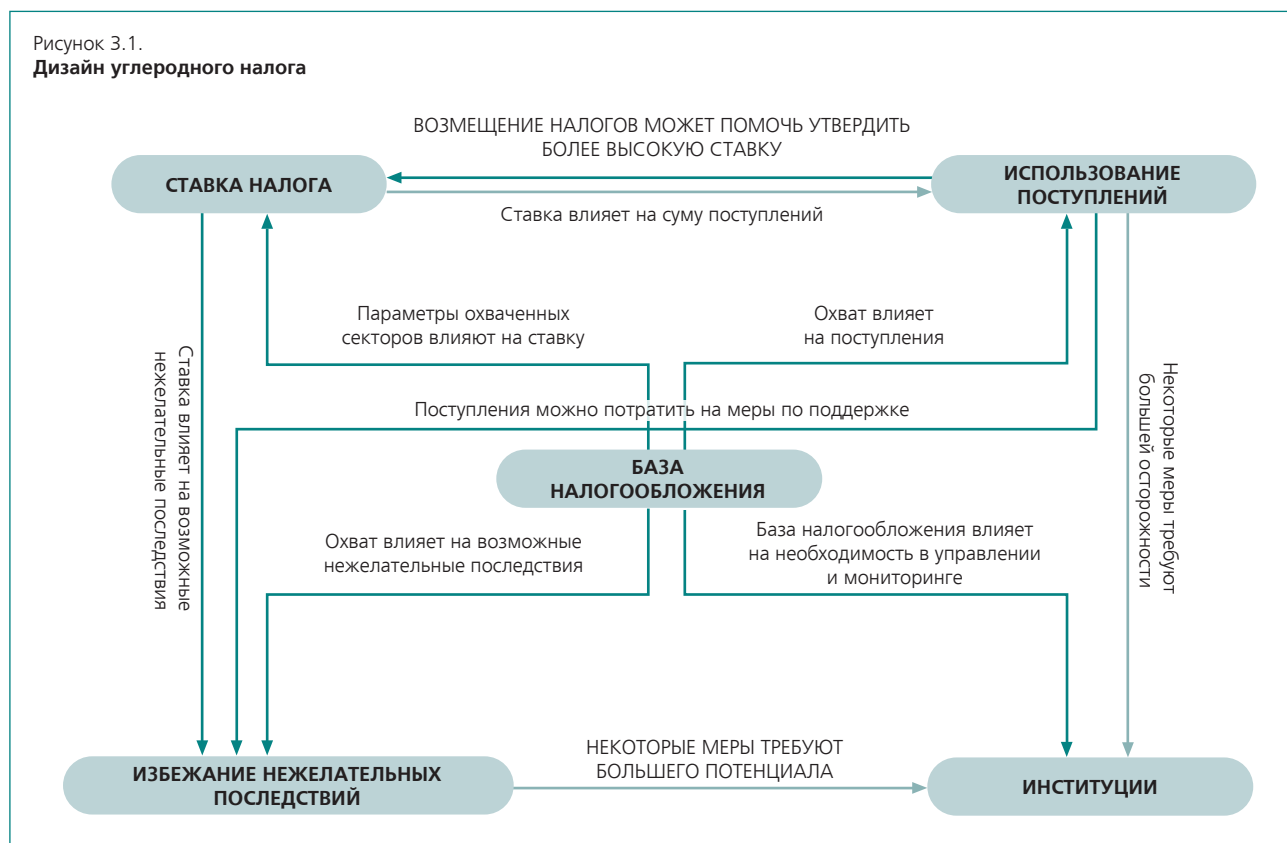 Рисунок 3.1.
Дизайн углеродного налога
ВОЗМЕЩЕНИЕ НАЛОГОВ МОЖЕТ ПОМОЧЬ УТВЕРДИТЬ
БОЛЕЕ ВЫСОКУЮ СТАВКУ
СТАВКА НАЛОГА
ИСПОЛЬЗОВАНИЕ
ПОСТУПЛЕНИЙ
Ставка влияет на сумму поступлений
Параметры охваченных
секторов влияют на ставку
Охват влияет
на поступления
Ставка влияет на возможные
нежелательные последствия
Некоторые меры требуют
большей осторожности
Поступления можно потратить на меры по поддержке
БАЗА
НАЛОГООБЛОЖЕНИЯ
Охват влияет на возможные
нежелательные последствия
База налогообложения влияет
на необходимость в управлении
и мониторинге
ИЗБЕЖАНИЕ НЕЖЕЛАТЕЛЬНЫХ
ПОСЛЕДСТВИЙ
НЕКОТОРЫЕ МЕРЫ ТРЕБУЮТ
БОЛЬШЕГО ПОТЕНЦИАЛА
ИНСТИТУЦИИ